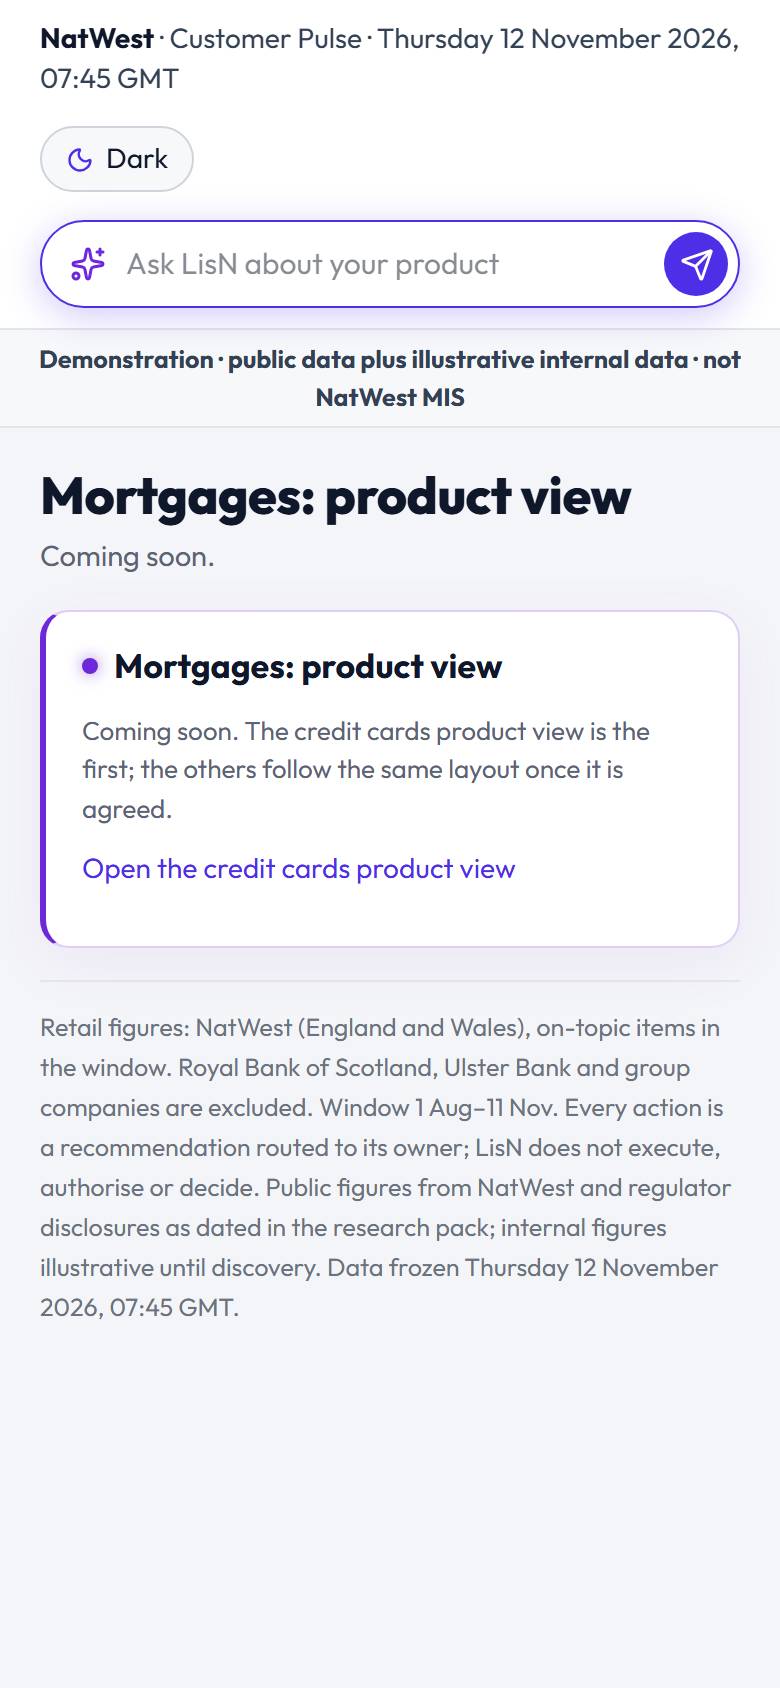 NatWest · Customer Pulse · Thursday 12 November 2026,
07:45 GMT
Dark
Ask LisN about your product
Demonstration · public data plus illustrative internal data · not
NatWest MIS
Mortgages: product view
Coming soon.
Mortgages: product view
Coming soon. The credit cards product view is the
first; the others follow the same layout once it is
agreed.
Open the credit cards product view
Retail figures: NatWest (England and Wales), on-topic items in
the window. Royal Bank of Scotland, Ulster Bank and group
companies are excluded. Window 1 Aug–11 Nov. Every action is
a recommendation routed to its owner; LisN does not execute,
authorise or decide. Public figures from NatWest and regulator
disclosures as dated in the research pack; internal figures
illustrative until discovery. Data frozen Thursday 12 November
2026, 07:45 GMT.